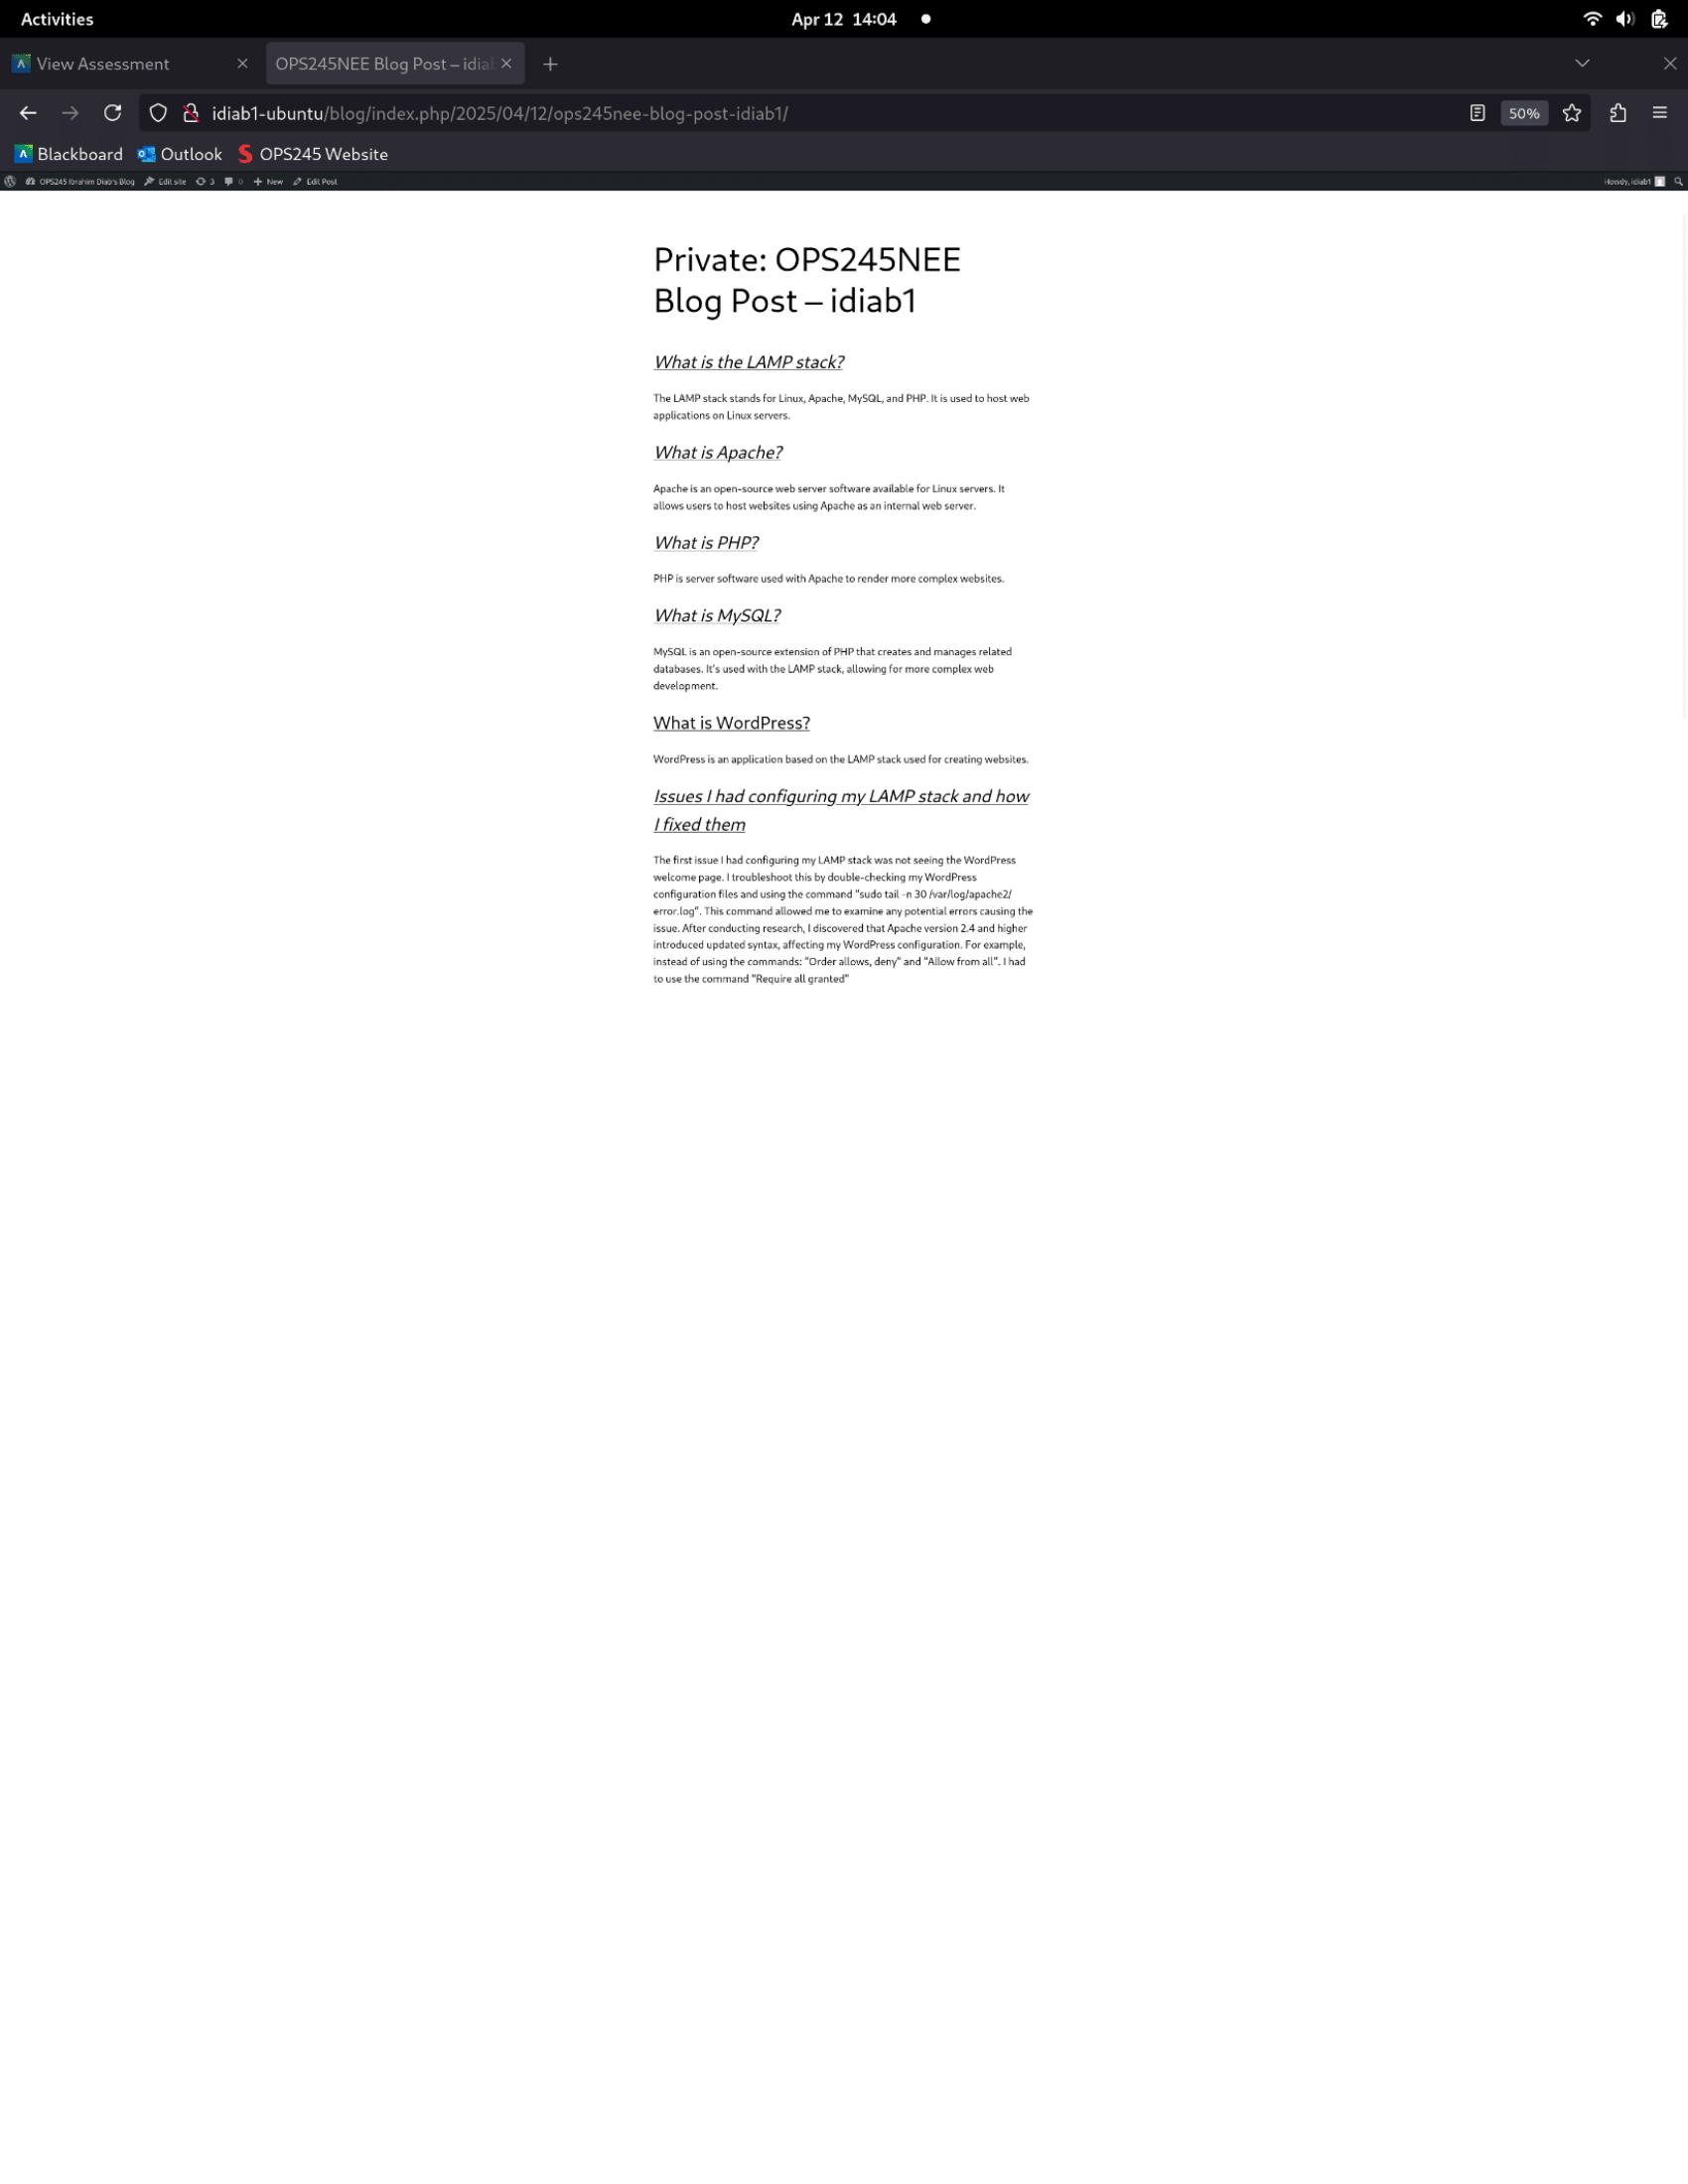 Activities
Apr 12 14:04
View Assessment
OPS245NEE Blog Post – idiab
idiab1-ubuntu/blog/index.php/2025/04/12/ops245nee-blog-post-idiab1/
50%
Blackboard Outlook OPS245 Website
OPS245 Ibrahim Diab's Blog Edit site 3 0 New Edit Post
Howdy, idiab1
Private: OPS245NEE
Blog Post – idiab1
What is the LAMP stack?
The LAMP stack stands for Linux, Apache, MySQL, and PHP. It is used to host web
applications on Linux servers.
What is Apache?
Apache is an open-source web server software available for Linux servers. It
allows users to host websites using Apache as an internal web server.
What is PHP?
PHP is server software used with Apache to render more complex websites.
What is MySQL?
MySQL is an open-source extension of PHP that creates and manages related
databases. It's used with the LAMP stack, allowing for more complex web
development.
What is WordPress?
WordPress is an application based on the LAMP stack used for creating websites.
Issues I had configuring my LAMP stack and how
I fixed them
The first issue I had configuring my LAMP stack was not seeing the WordPress
welcome page. I troubleshoot this by double-checking my WordPress
configuration files and using the command "sudo tail -n 30 /var/log/apache2/
error.log". This command allowed me to examine any potential errors causing the
issue. After conducting research, I discovered that Apache version 2.4 and higher
introduced updated syntax, affecting my WordPress configuration. For example,
instead of using the commands: "Order allows, deny" and "Allow from all". I had
to use the command "Require all granted"